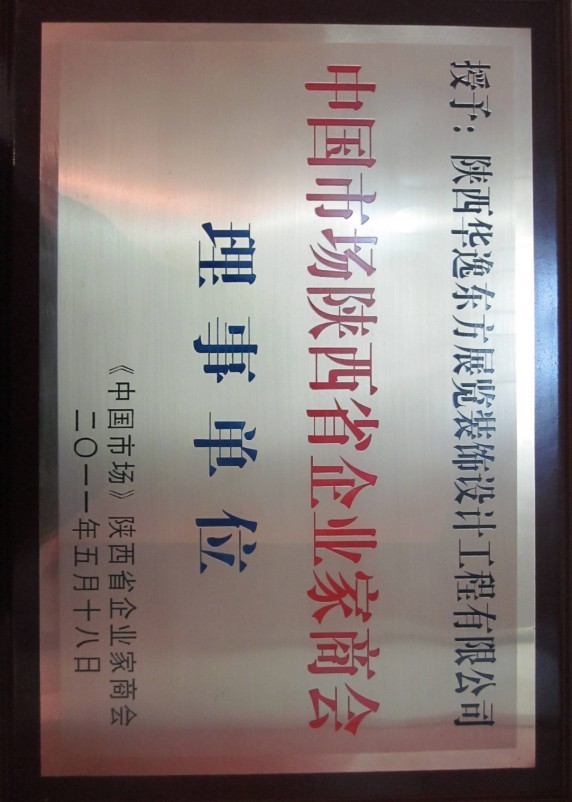 授予：陕西华逸东方展览装饰设计工程有限公司
中国市场陕西省企业家商会
理事单位
《中国市场》陕西省企业家商会
二〇一一年五月十八日